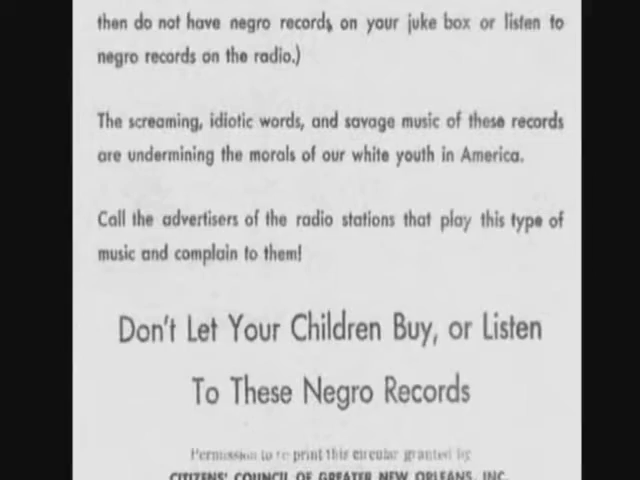 then do not have negro records on your juke box or listen to
negro records on the radio.)
The screaming, idiotic words, and savage music of these records
are undermining the morals of our white youth in America.
Call the advertisers of the radio stations that play this type of
music and complain to them!
Don't Let Your Children Buy, or Listen
To These Negro Records
Permission to re print this circular granted by
CITIZENS' COUNCIL OF GREATER NEW ORLEANS, INC.